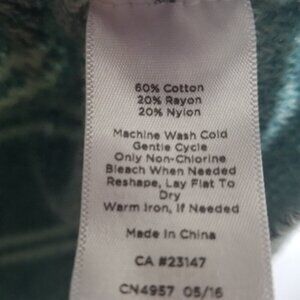 60% Cotton
20% Rayon
20% Nylon
Machine Wash Cold
Gentle Cycle
Only Non-Chlorine
Bleach When Needed
Reshape, Lay Flat To
Dry
Warm Iron, If Needed
Made In China
CA #23147
CN4957 05/16